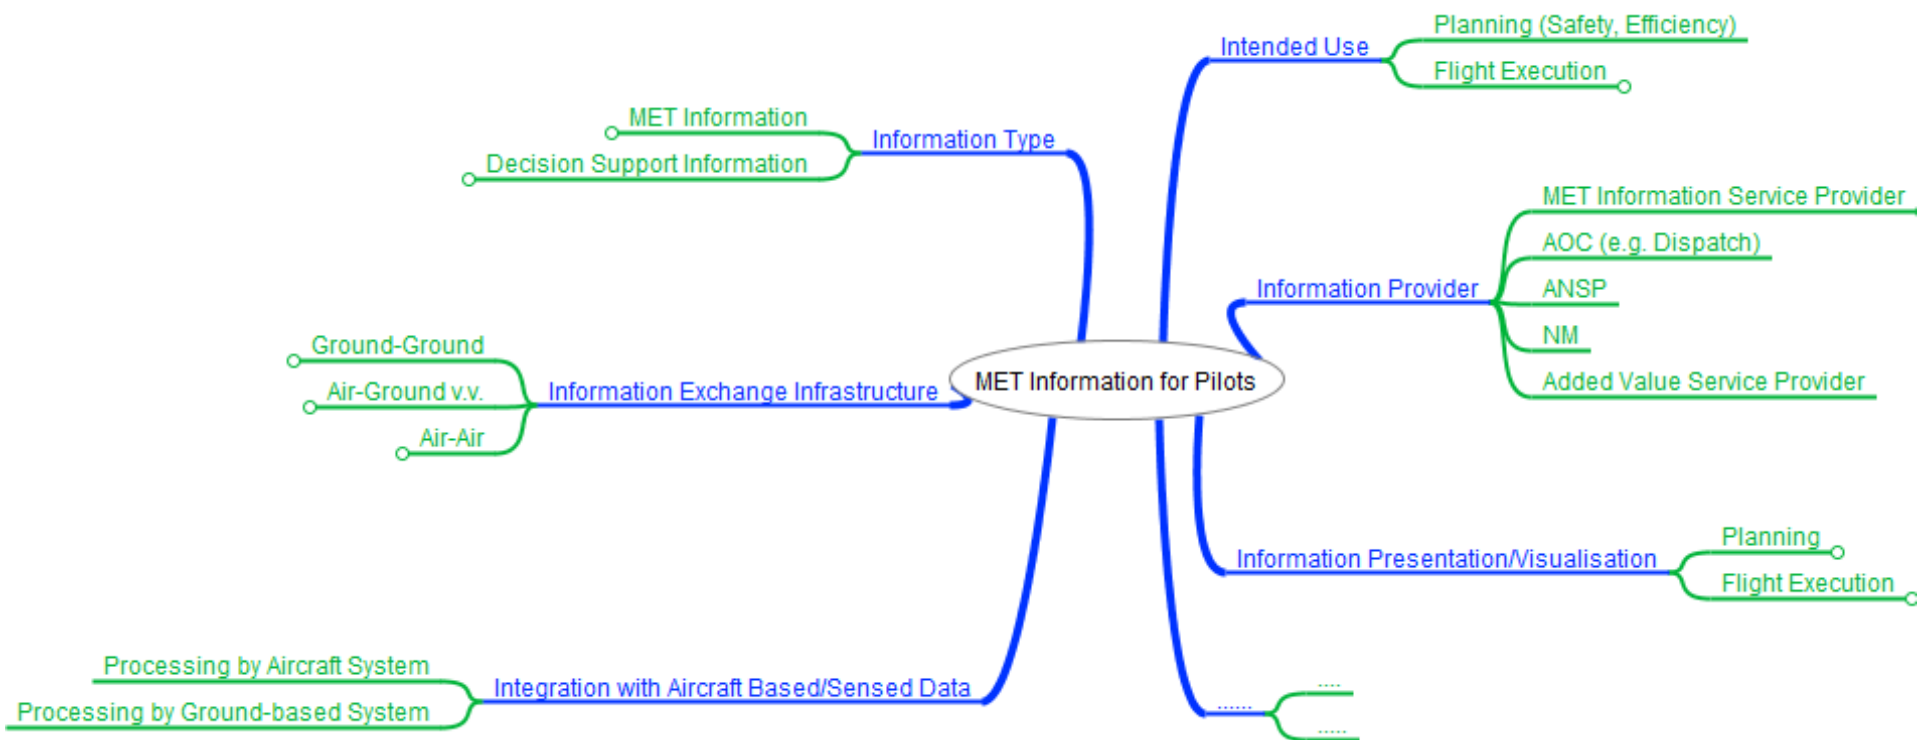 Planning (Safety, Efficiency)
Intended Use
Flight Execution
MET Information
Information Type
Decision Support Information
MET Information Service Provider
AOC (e.g. Dispatch)
Information Provider
ANSP
NM
Added Value Service Provider
Ground-Ground
Air-Ground v.v.
Information Exchange Infrastructure
Air-Air
MET Information for Pilots
Planning
Information Presentation/Visualisation
Flight Execution
Processing by Aircraft System
Integration with Aircraft Based/Sensed Data
Processing by Ground-based System
....
......
.....